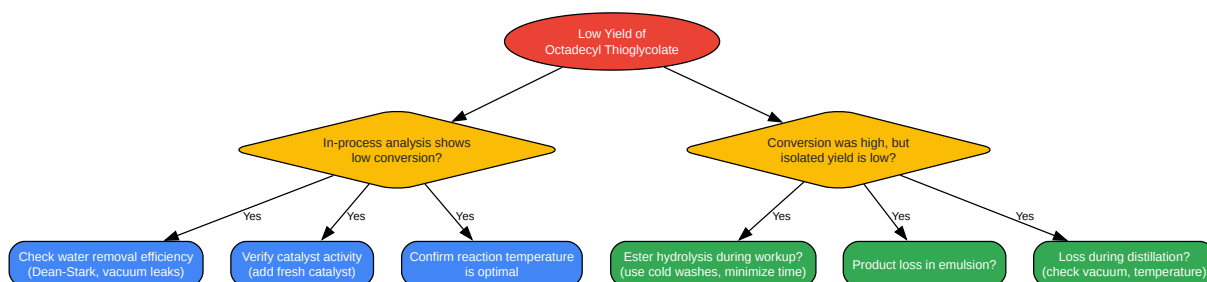 Low Yield of
Octadecyl Thioglycolate
In-process analysis shows
low conversion?
Conversion was high, but
isolated yield is low?
Yes
Yes
Yes
Yes
Yes
Yes
Check water removal efficiency
(Dean-Stark, vacuum leaks)
Verify catalyst activity
(add fresh catalyst)
Confirm reaction temperature
is optimal
Ester hydrolysis during workup?
(use cold washes, minimize time)
Product loss in emulsion?
Loss during distillation?
(check vacuum, temperature)